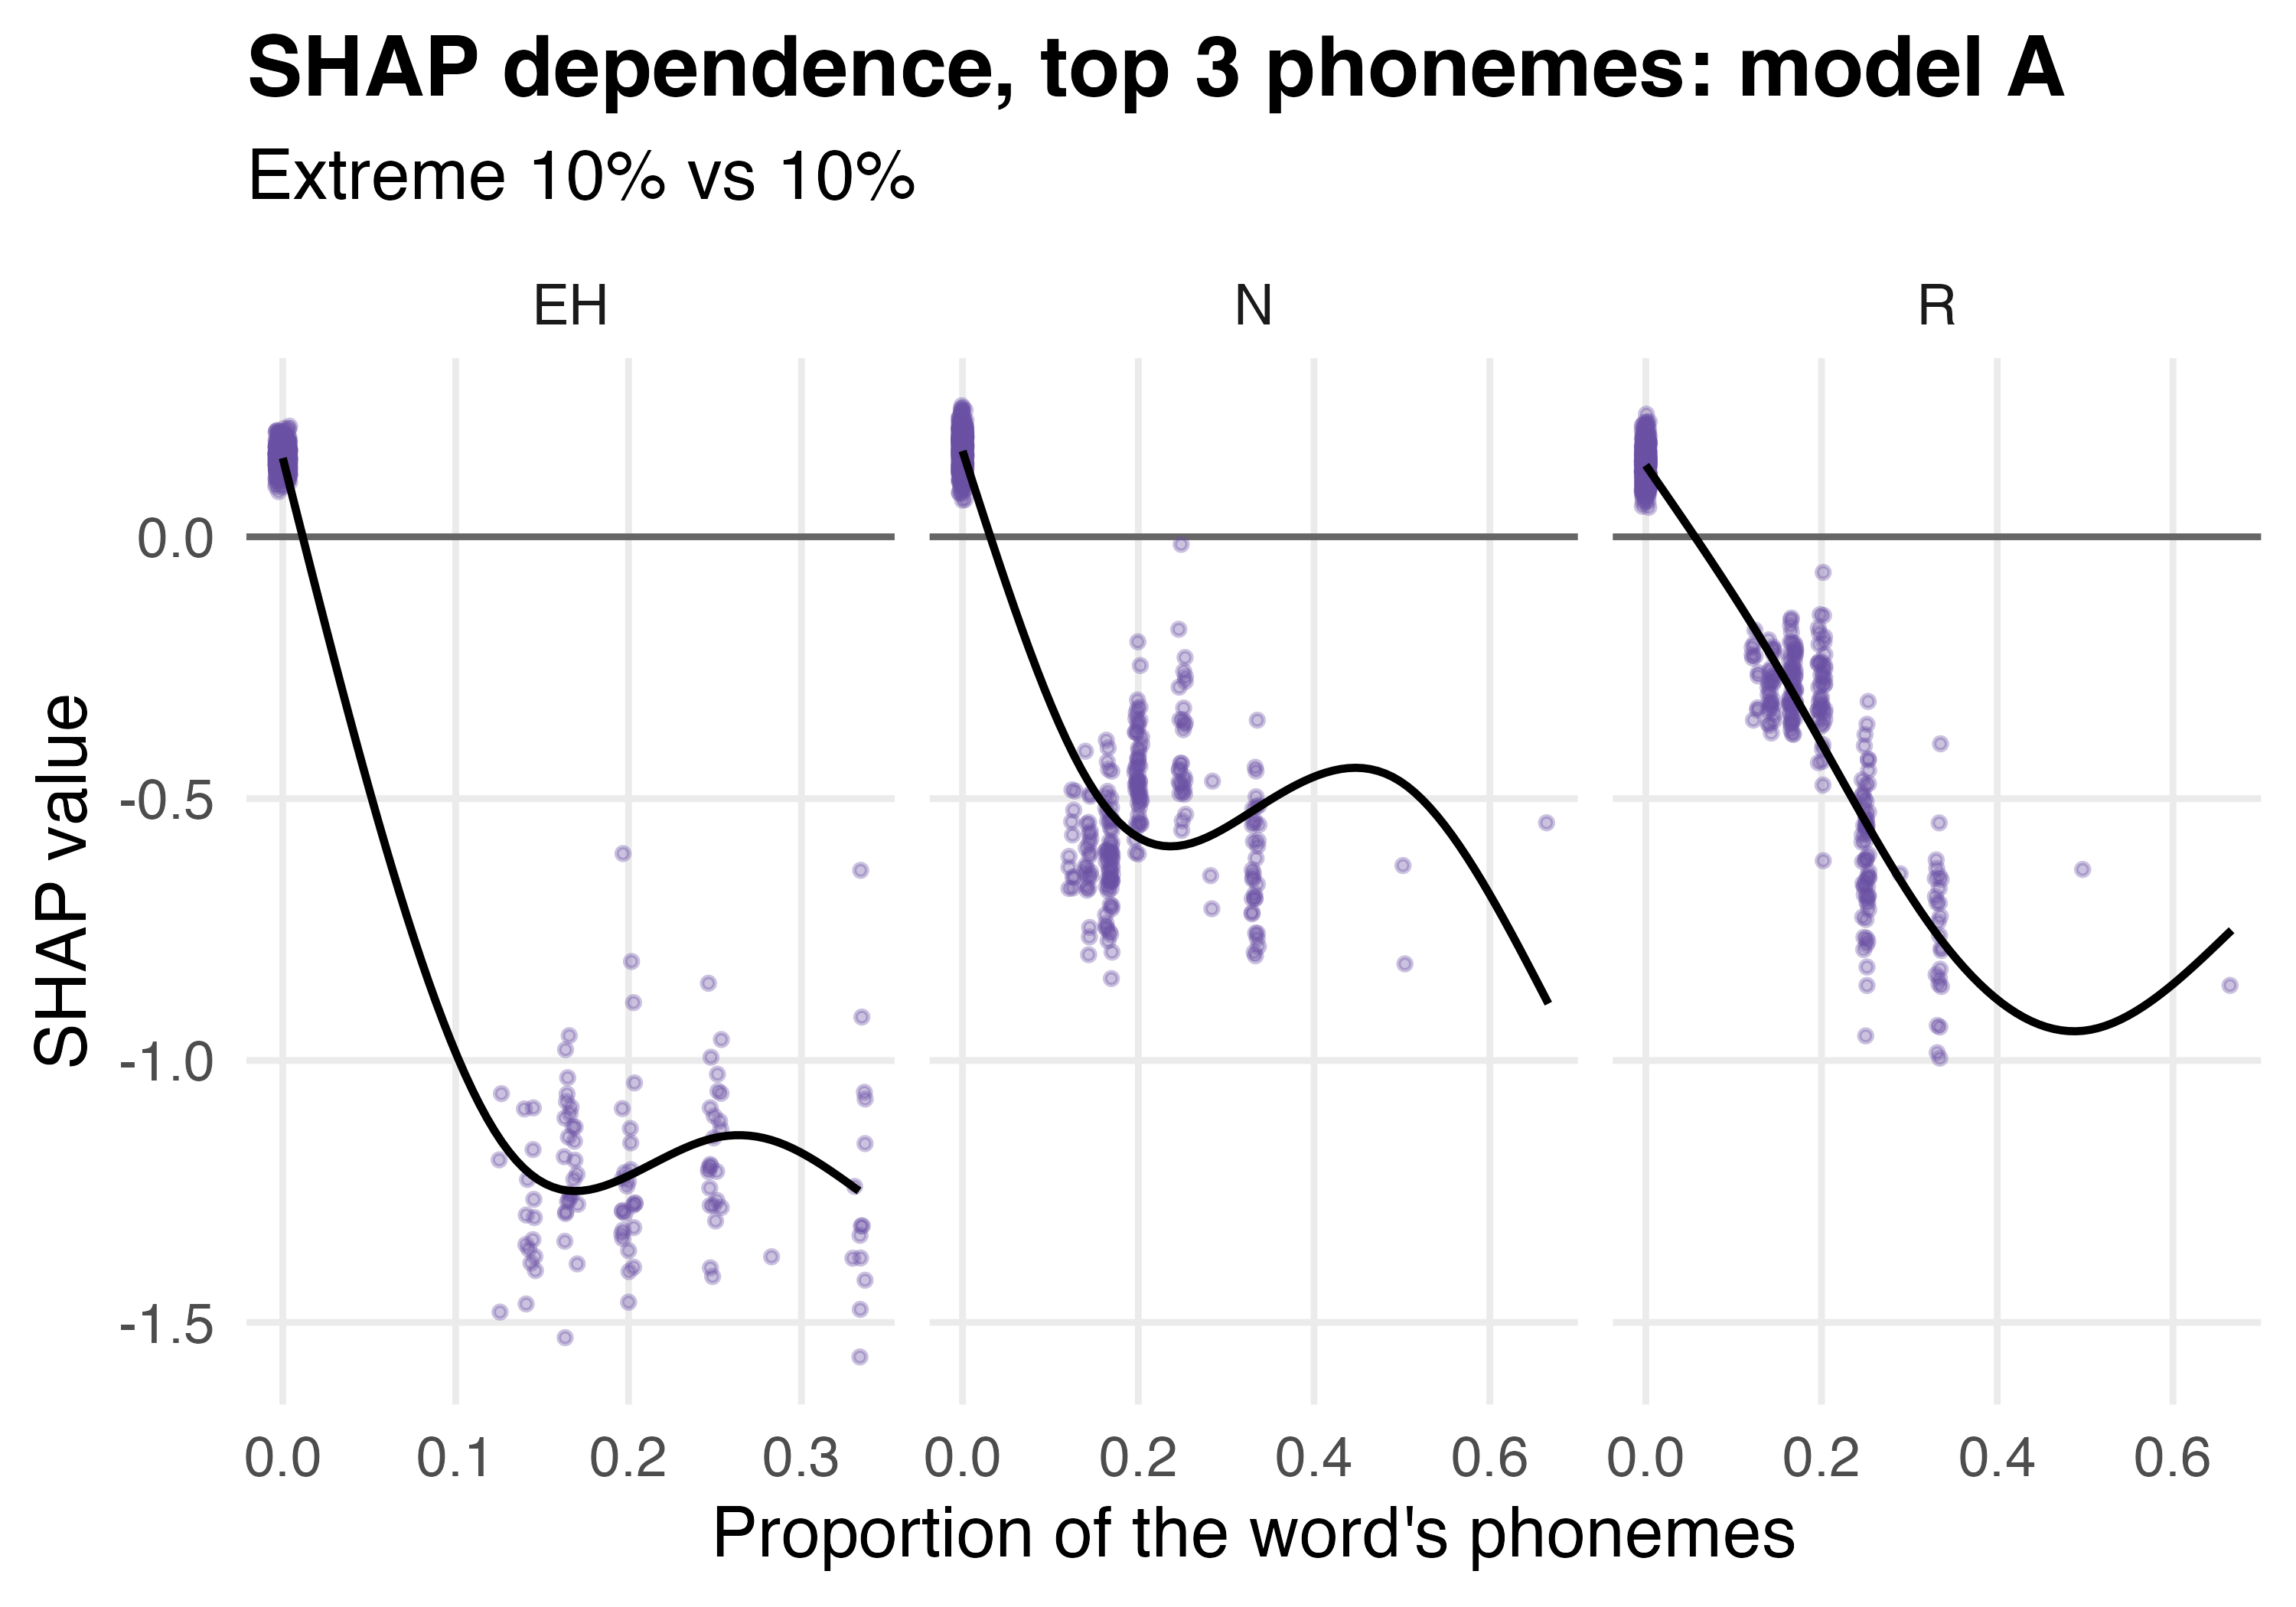 SHAP dependence, top 3 phonemes: model A
Extreme 10% vs 10%
EH N R
SHAP value
0.0
-0.5
-1.0
-1.5
0.0 0.1 0.2 0.3 0.0 0.2 0.4 0.6 0.0 0.2 0.4 0.6
Proportion of the word's phonemes